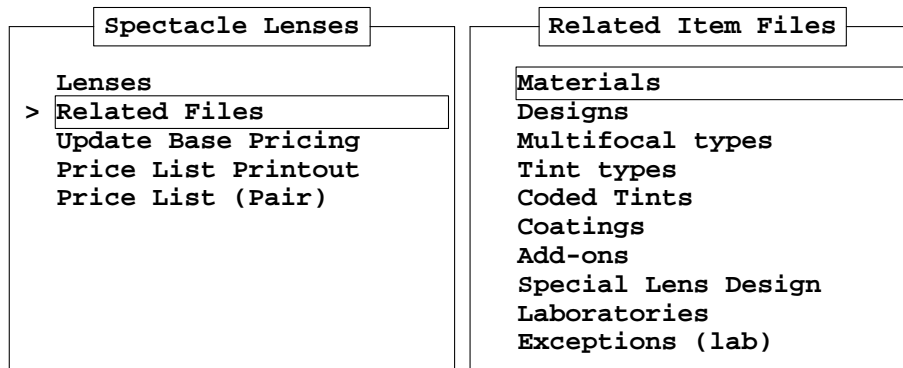 Spectacle Lenses
Lenses
> Related Files
Update Base Pricing
Price List Printout
Price List (Pair)
Related Item Files
Materials
Designs
Multifocal types
Tint types
Coded Tints
Coatings
Add-ons
Special Lens Design
Laboratories
Exceptions (lab)